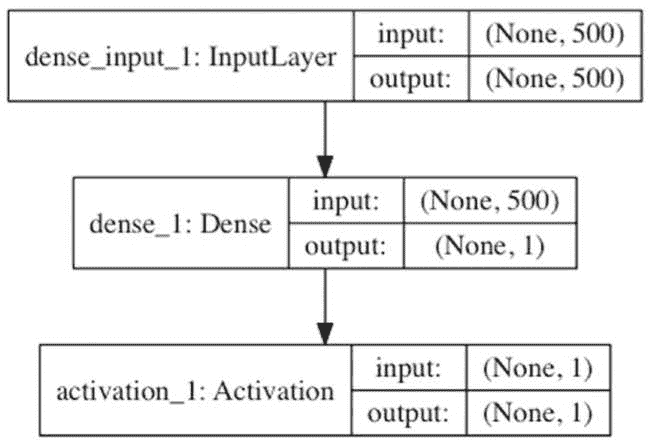 dense_input_1: InputLayer
input: (None, 500)
output: (None, 500)
dense_1: Dense
input: (None, 500)
output: (None, 1)
activation_1: Activation
input: (None, 1)
output: (None, 1)